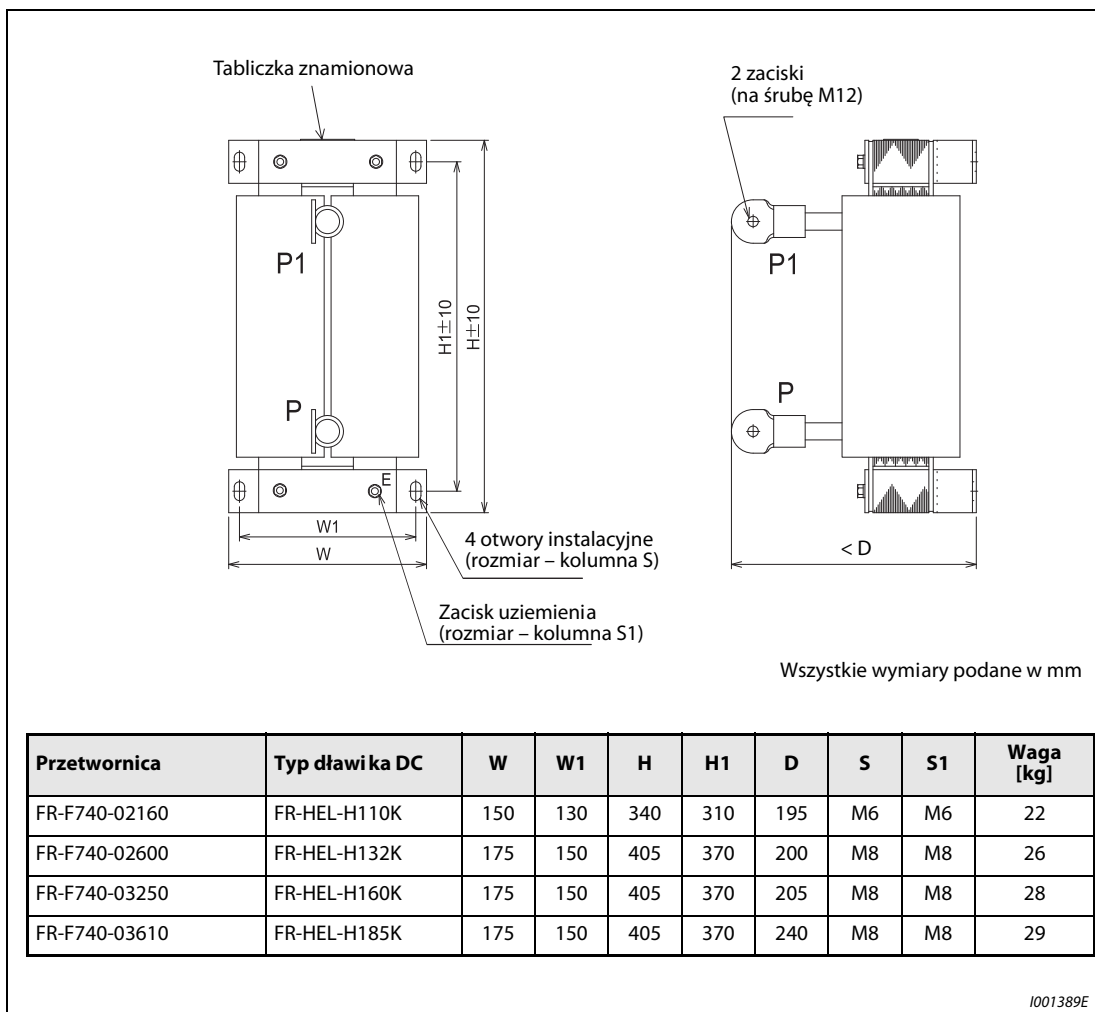 Tabliczka znamionowa
2 zaciski
(na śrubę M12)
P1
P
H1±10
H±10
E
W1
W
4 otwory instalacyjne
(rozmiar – kolumna S)
Zacisk uziemienia
(rozmiar – kolumna S1)
P1
P
< D
Wszystkie wymiary podane w mm
Przetwornica Typ dławika DC W W1 H H1 D S S1 Waga [kg]
FR-F740-02160 FR-HEL-H110K 150 130 340 310 195 M6 M6 22
FR-F740-02600 FR-HEL-H132K 175 150 405 370 200 M8 M8 26
FR-F740-03250 FR-HEL-H160K 175 150 405 370 205 M8 M8 28
FR-F740-03610 FR-HEL-H185K 175 150 405 370 240 M8 M8 29
I001389E